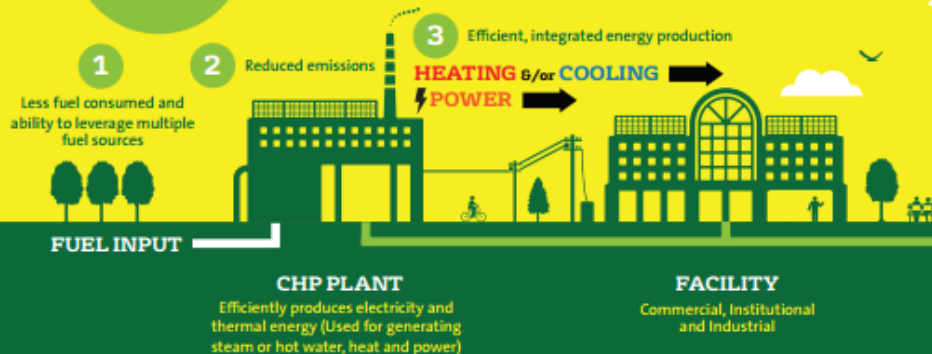 1
Less fuel consumed and
ability to leverage multiple
fuel sources
2
Reduced emissions
3
Efficient, integrated energy production
HEATING &/or COOLING
POWER
FUEL INPUT
CHP PLANT
Efficiently produces electricity and
thermal energy (Used for generating
steam or hot water, heat and power)
FACILITY
Commercial, Institutional
and Industrial